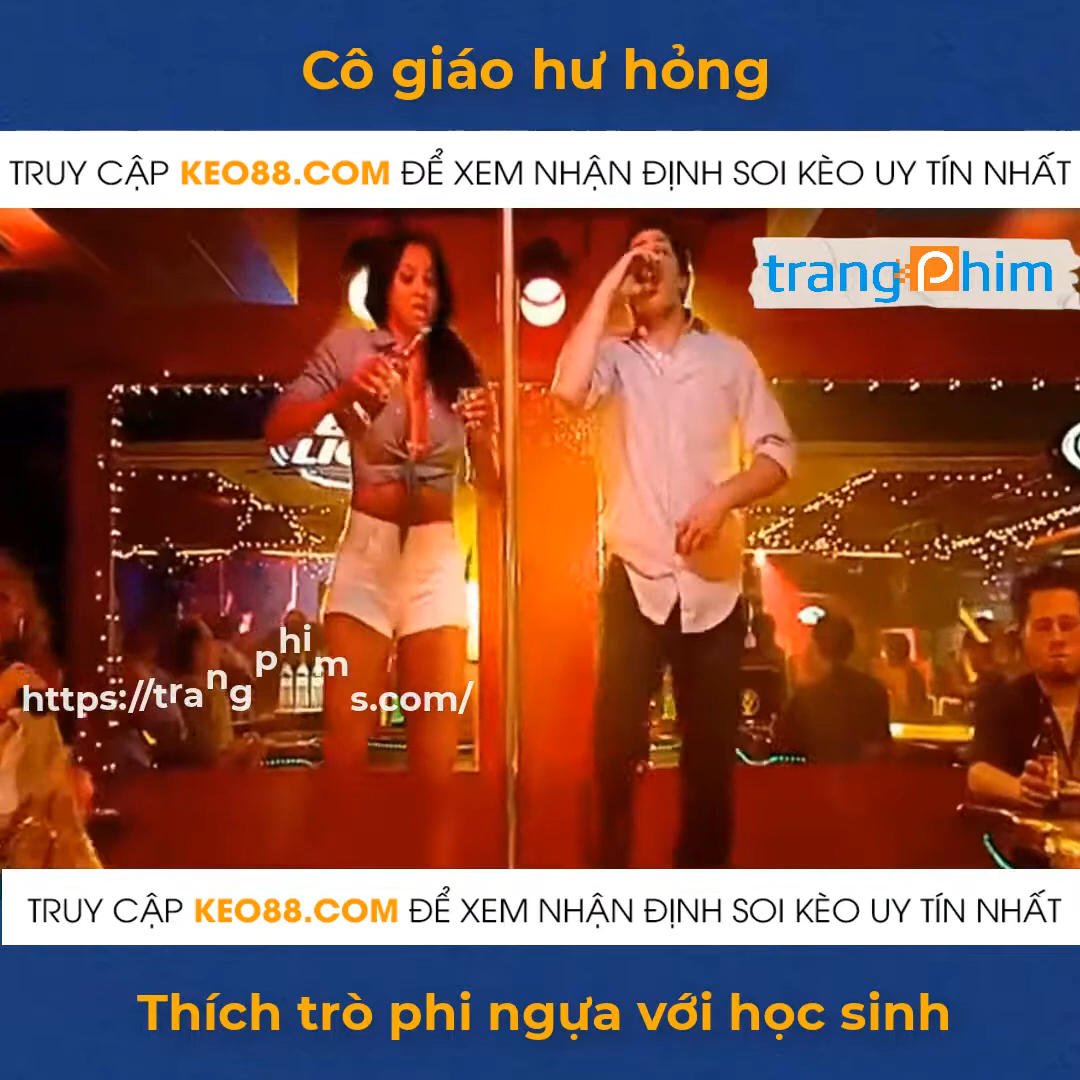 Cô giáo hư hỏng
TRUY CẬP KEO88.COM ĐỂ XEM NHẬN ĐỊNH SOI KÈO UY TÍN NHẤT
trangPhim
https://trangphims.com/
TRUY CẬP KEO88.COM ĐỂ XEM NHẬN ĐỊNH SOI KÈO UY TÍN NHẤT
Thích trò phi ngựa với học sinh